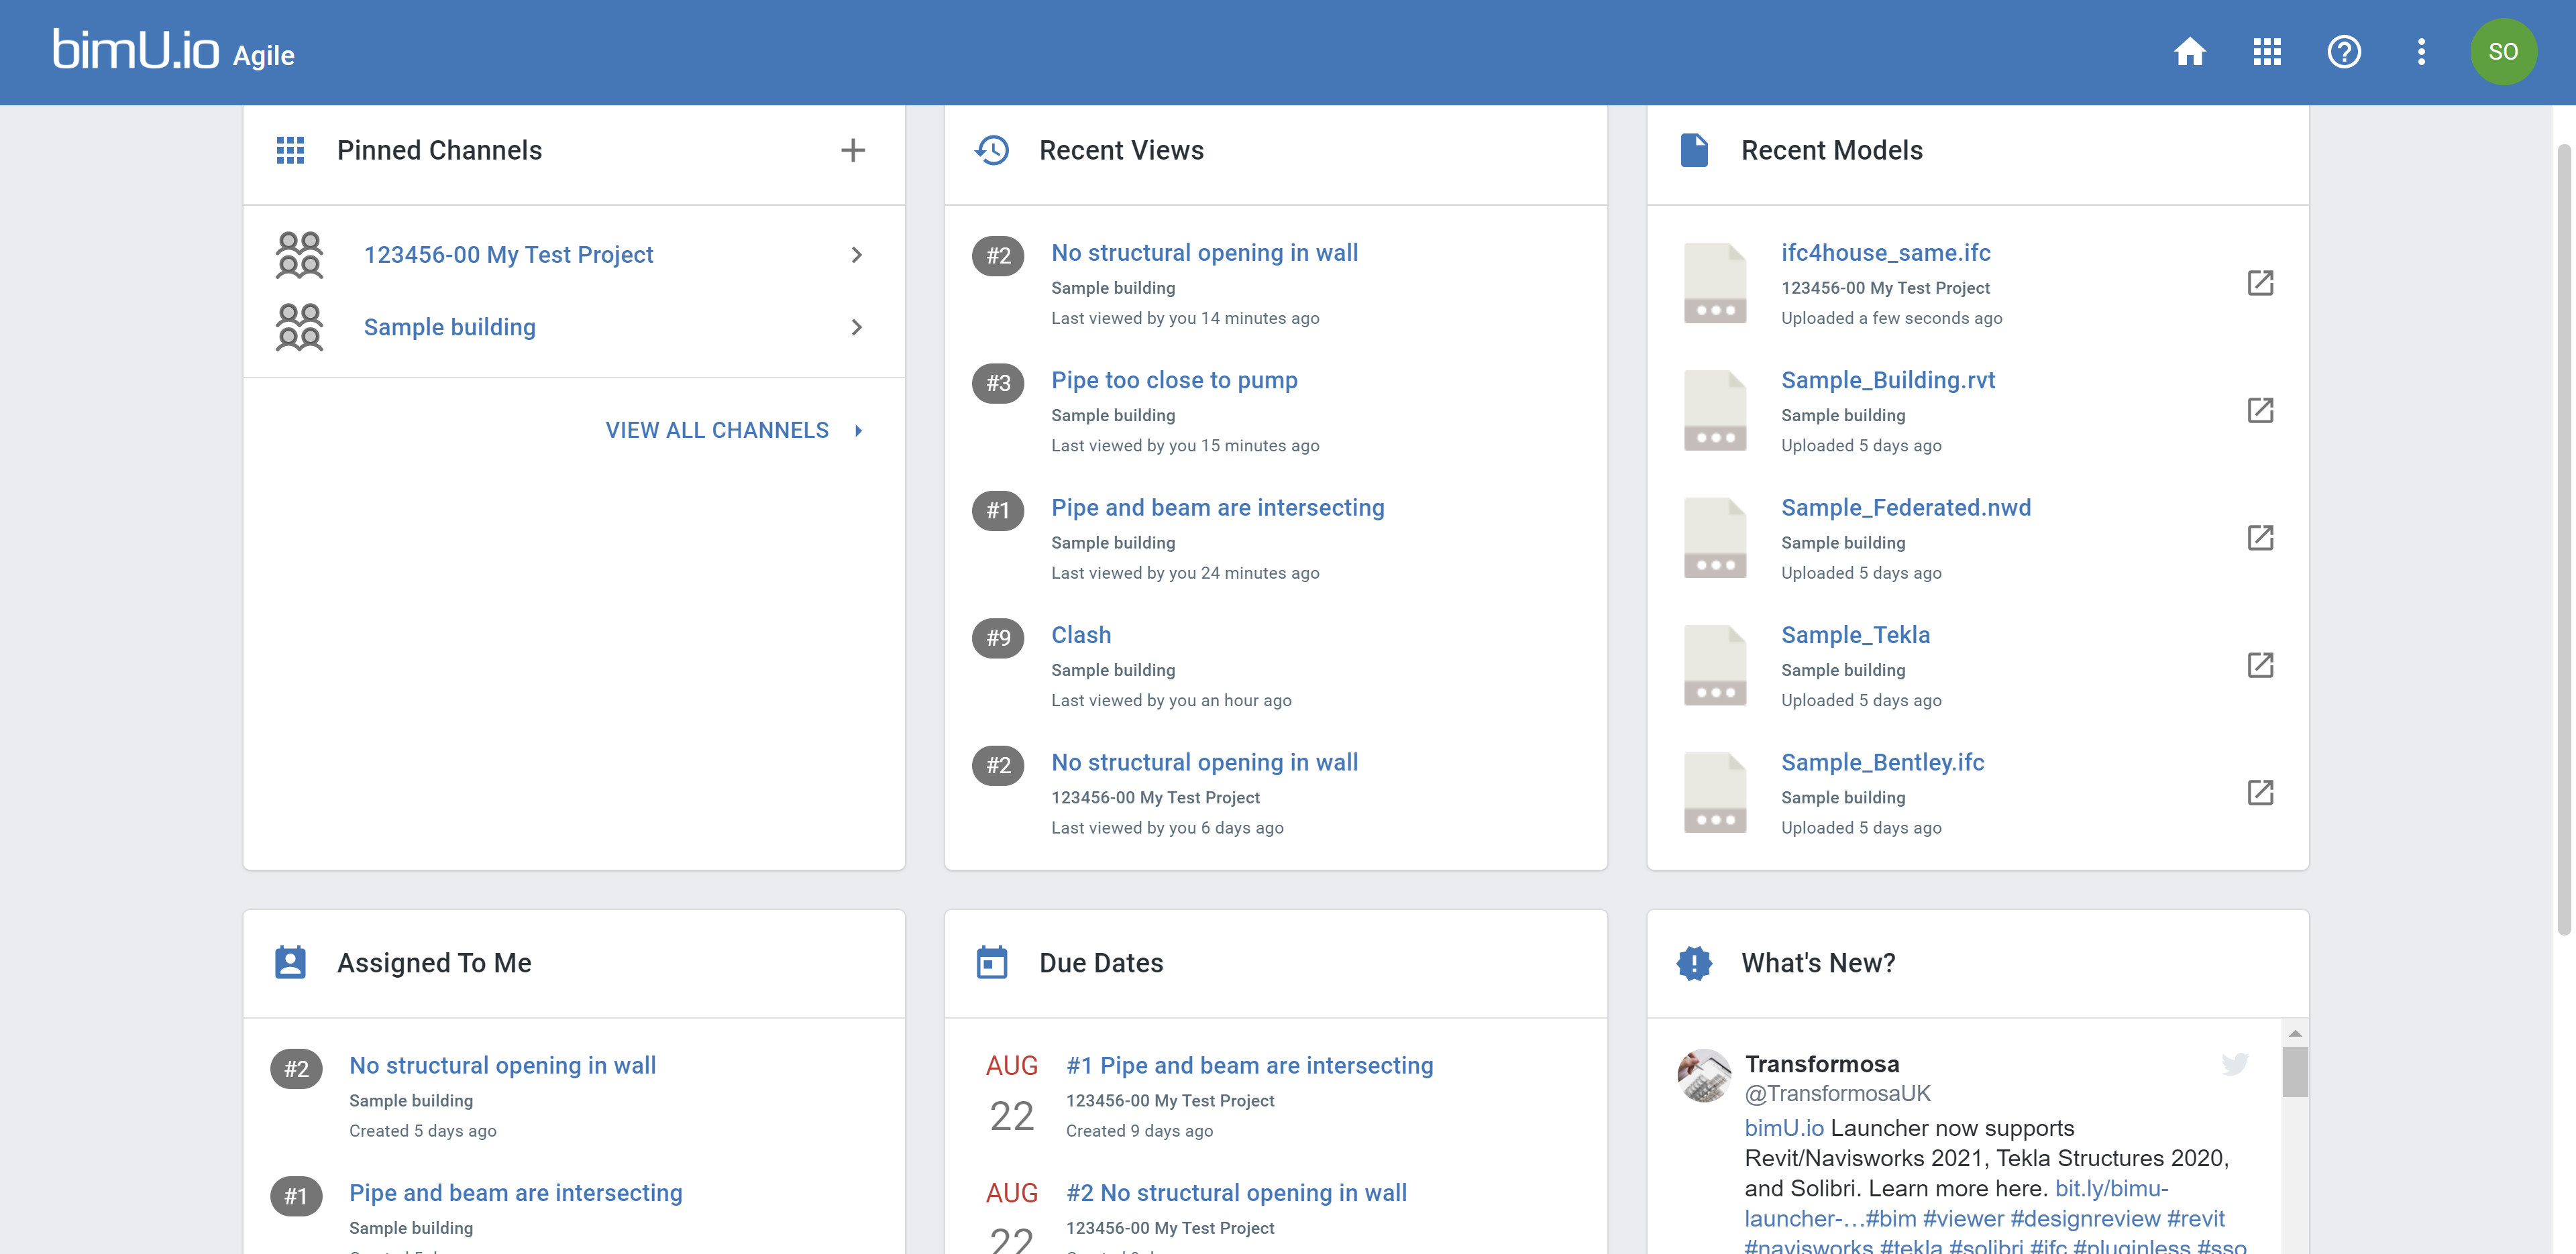 bimU.io Agile
SO
Pinned Channels
123456-00 My Test Project
Sample building
VIEW ALL CHANNELS
Recent Views
#2 No structural opening in wall
Sample building
Last viewed by you 14 minutes ago
#3 Pipe too close to pump
Sample building
Last viewed by you 15 minutes ago
#1 Pipe and beam are intersecting
Sample building
Last viewed by you 24 minutes ago
#9 Clash
Sample building
Last viewed by you an hour ago
#2 No structural opening in wall
123456-00 My Test Project
Last viewed by you 6 days ago
Recent Models
ifc4house_same.ifc
123456-00 My Test Project
Uploaded a few seconds ago
Sample_Building.rvt
Sample building
Uploaded 5 days ago
Sample_Federated.nwd
Sample building
Uploaded 5 days ago
Sample_Tekla
Sample building
Uploaded 5 days ago
Sample_Bentley.ifc
Sample building
Uploaded 5 days ago
Assigned To Me
#2 No structural opening in wall
Sample building
Created 5 days ago
#1 Pipe and beam are intersecting
Sample building
Due Dates
AUG 22
#1 Pipe and beam are intersecting
123456-00 My Test Project
Created 9 days ago
AUG 22
#2 No structural opening in wall
123456-00 My Test Project
What's New?
Transformosa
@TransformosaUK
bimU.io Launcher now supports
Revit/Navisworks 2021, Tekla Structures 2020,
and Solibri. Learn more here. bit.ly/bimu-
launcher-…#bim #viewer #designreview #revit
#navisworks #tekla #solibri #ifc #pluginless #sso